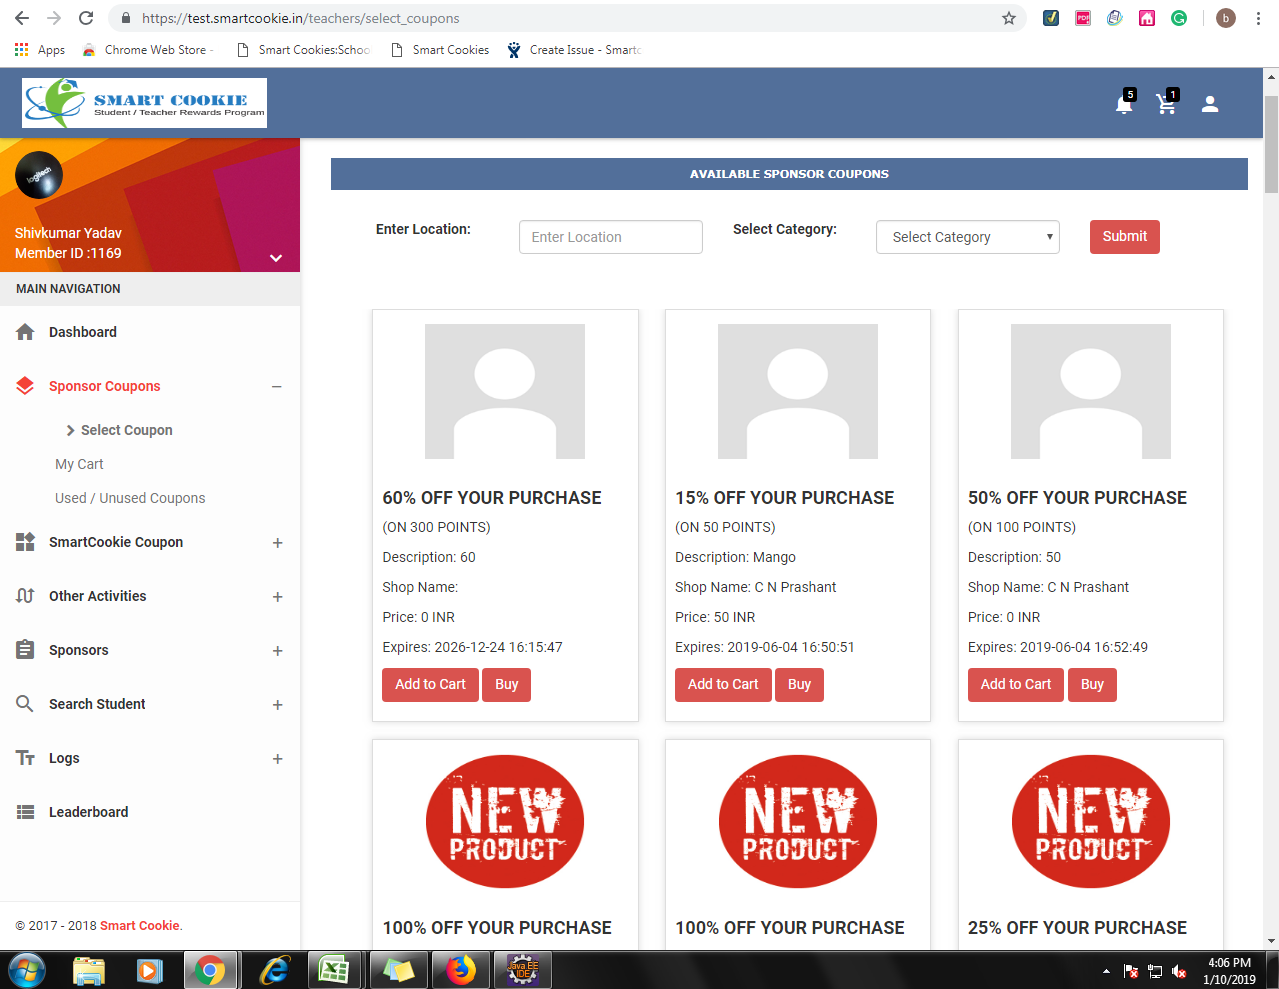 https://test.smartcookie.in/teachers/select_coupons
PDF
b
Apps
Chrome Web Store -
Smart Cookies:Schoo
Smart Cookies
Create Issue - Smartc
SMART COOKIE
Student / Teacher Rewards Program
5
1
logitech
Shivkumar Yadav
Member ID :1169
MAIN NAVIGATION
Dashboard
Sponsor Coupons
Select Coupon
My Cart
Used / Unused Coupons
SmartCookie Coupon
Other Activities
Sponsors
Search Student
Logs
Leaderboard
© 2017 - 2018 Smart Cookie.
AVAILABLE SPONSOR COUPONS
Enter Location:
Enter Location
Select Category:
Select Category
Submit
60% OFF YOUR PURCHASE
(ON 300 POINTS)
Description: 60
Shop Name:
Price: 0 INR
Expires: 2026-12-24 16:15:47
Add to Cart
Buy
15% OFF YOUR PURCHASE
(ON 50 POINTS)
Description: Mango
Shop Name: C N Prashant
Price: 50 INR
Expires: 2019-06-04 16:50:51
Add to Cart
Buy
50% OFF YOUR PURCHASE
(ON 100 POINTS)
Description: 50
Shop Name: C N Prashant
Price: 0 INR
Expires: 2019-06-04 16:52:49
Add to Cart
Buy
NEW
PRODUCT
100% OFF YOUR PURCHASE
NEW
PRODUCT
100% OFF YOUR PURCHASE
NEW
PRODUCT
25% OFF YOUR PURCHASE
Java EE
IDE
4:06 PM
1/10/2019